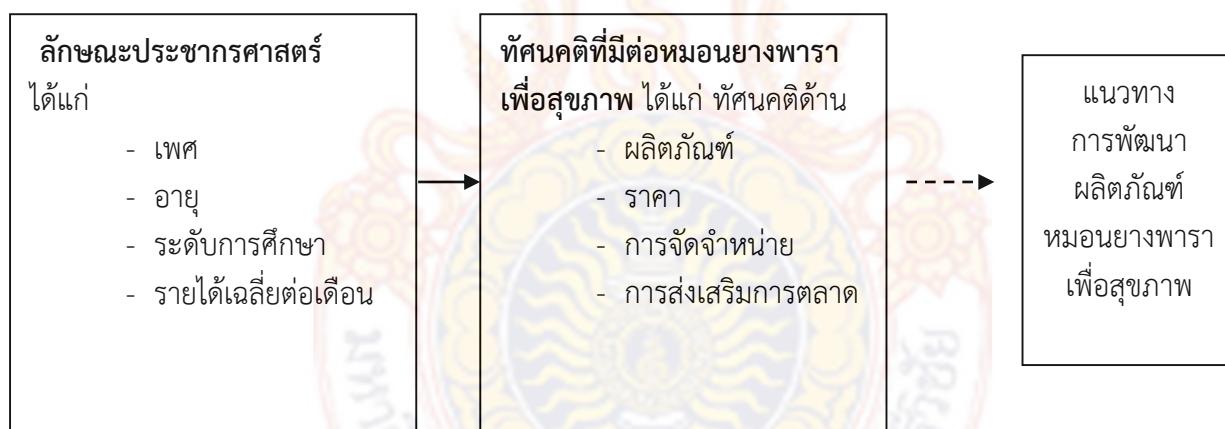 ลักษณะประชากรศาสตร์
ได้แก่
- เพศ
- อายุ
- ระดับการศึกษา
- รายได้เฉลี่ยต่อเดือน
ทัศนคติที่มีต่อหมอนยางพารา
เพื่อสุขภาพ ได้แก่ ทัศนคติด้าน
- ผลิตภัณฑ์
- ราคา
- การจัดจำหน่าย
- การส่งเสริมการตลาด
แนวทาง
การพัฒนา
ผลิตภัณฑ์
หมอนยางพารา
เพื่อสุขภาพ